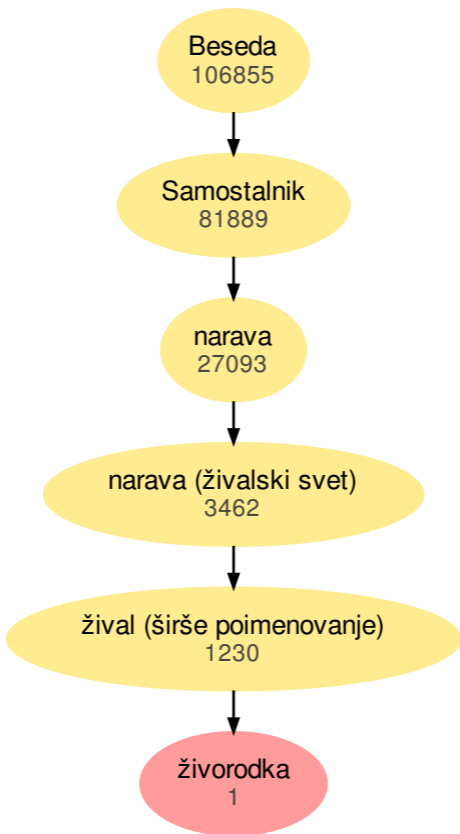 Beseda
106855
Samostalnik
81889
narava
27093
narava (živalski svet)
3462
žival (širše poimenovanje)
1230
živorodka
1